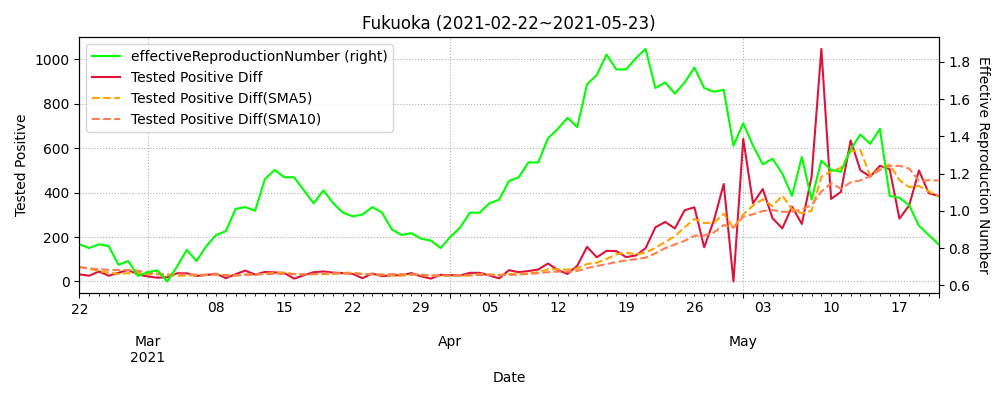 Fukuoka (2021-02-22~2021-05-23)
effectiveReproductionNumber (right)
Tested Positive Diff
Tested Positive Diff(SMA5)
Tested Positive Diff(SMA10)
Tested Positive
1000
800
600
400
200
0
Effective Reproduction Number
1.8
1.6
1.4
1.2
1.0
0.8
0.6
22 08 15 22 29 05 12 19 26 03 10 17
Mar Apr May
2021
Date